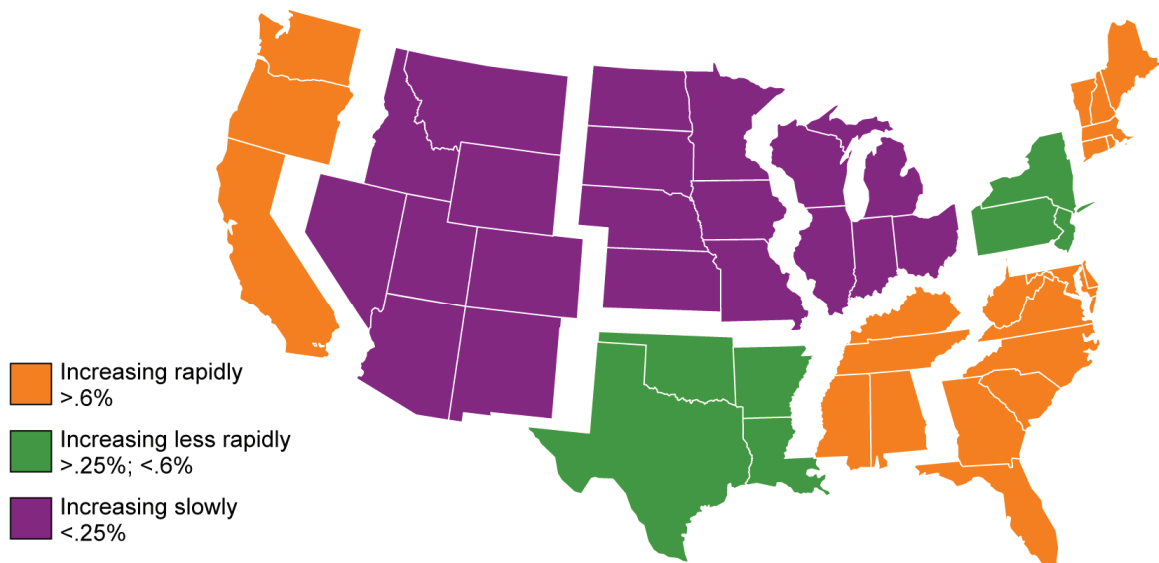 Increasing rapidly
>.6%
Increasing less rapidly
>.25%; <.6%
Increasing slowly
<.25%